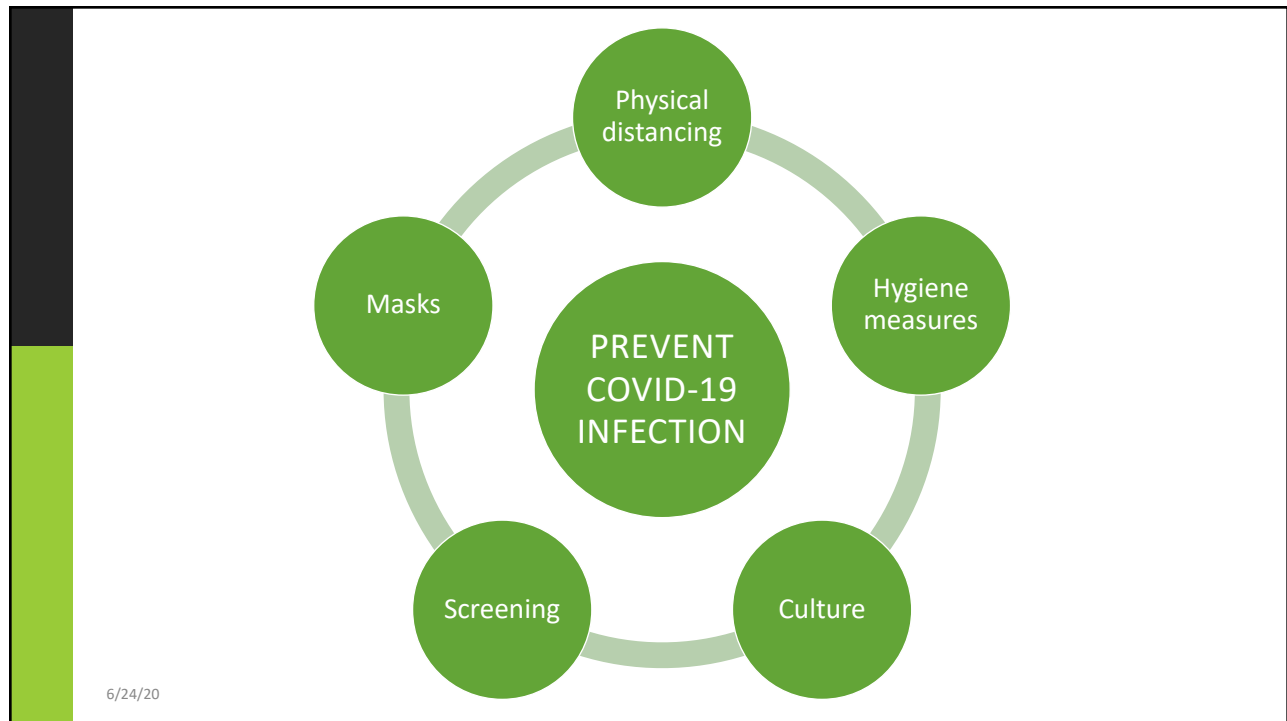 Physical
distancing
Hygiene
measures
Masks
PREVENT
COVID-19
INFECTION
Screening
Culture
6/24/20